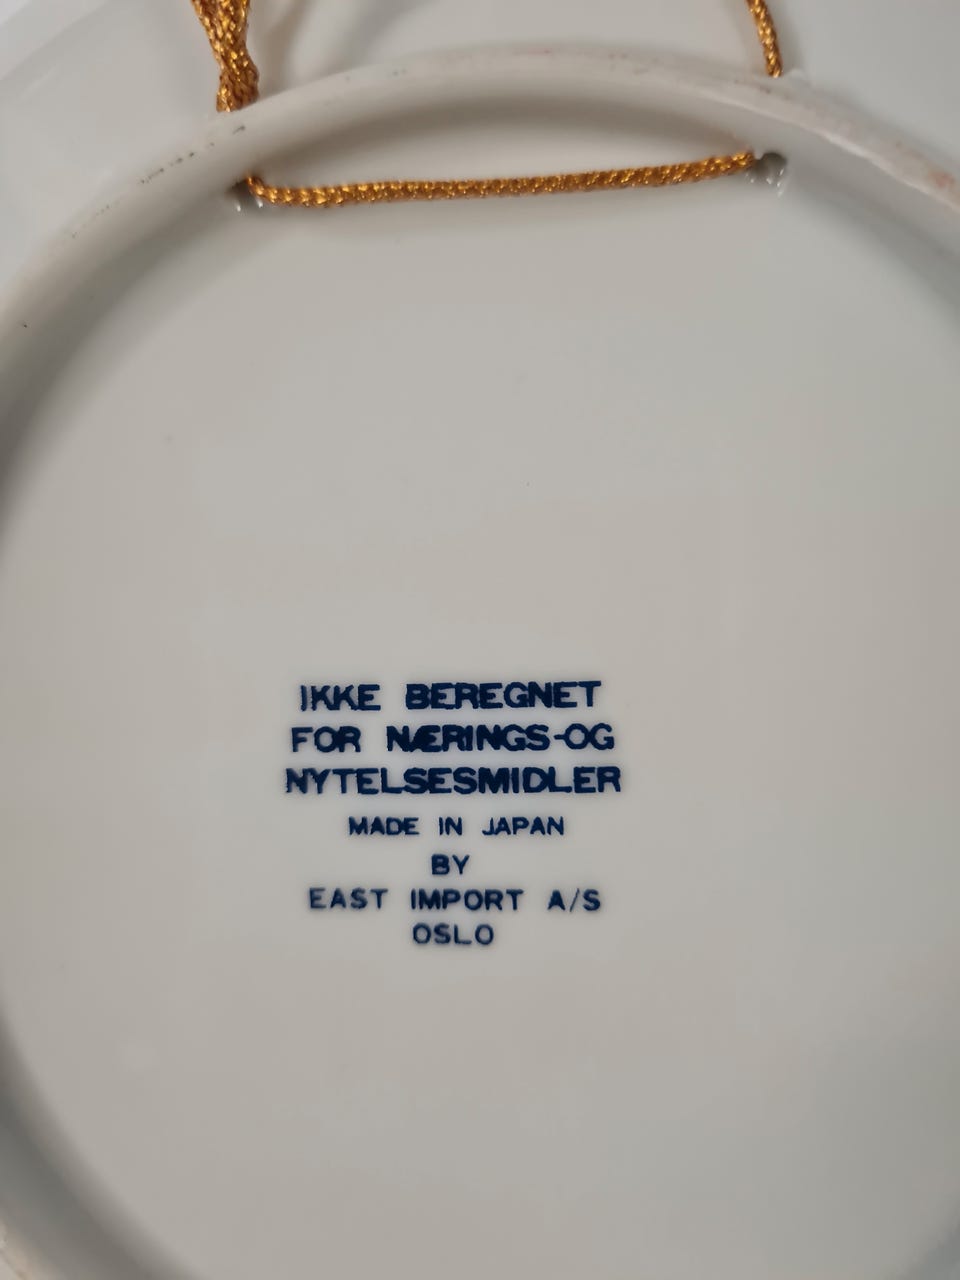 IKKE BEREGNET
FOR NÆRINGS-OG
NYTELSESMIDLER
MADE IN JAPAN
BY
EAST IMPORT A/S
OSLO